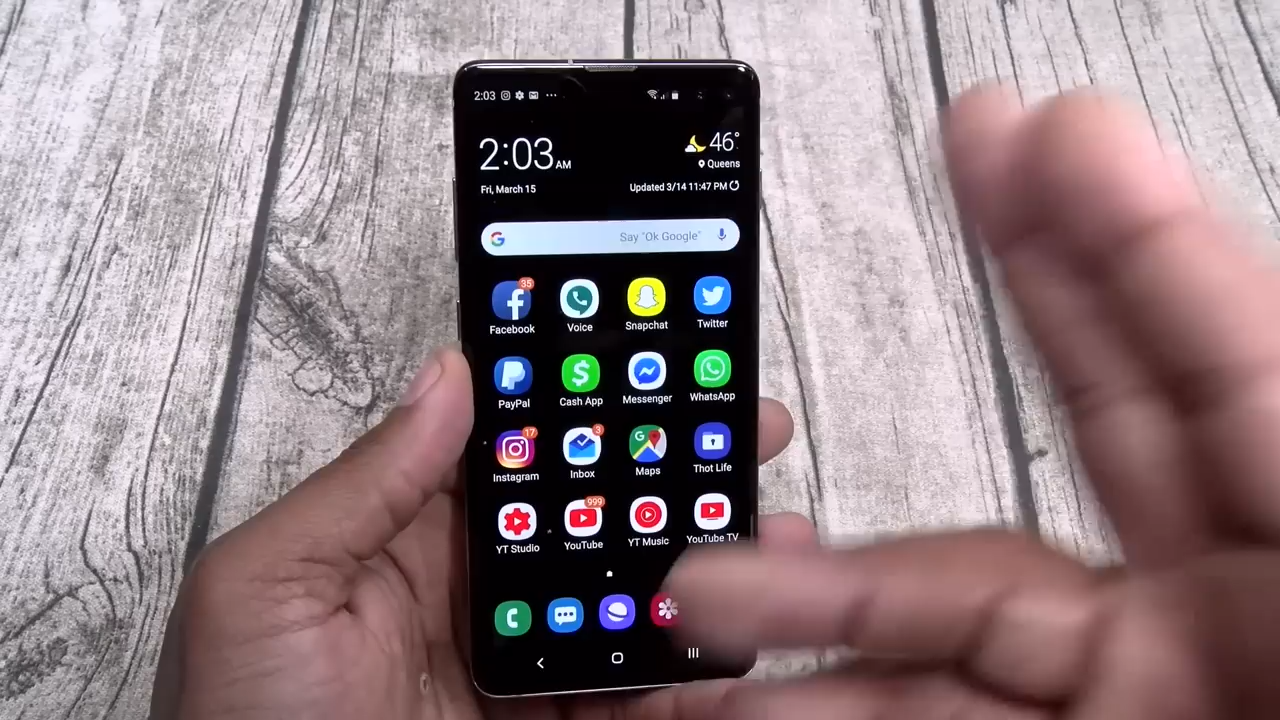 2:03
2:03 AM
46°
Queens
Fri, March 15
Updated 3/14 11:47 PM
G Say "Ok Google"
35
Facebook Voice Snapchat Twitter
PayPal Cash App Messenger WhatsApp
17 3
G
Instagram Inbox Maps Thot Life
999
YT Studio YouTube YT Music YouTube TV